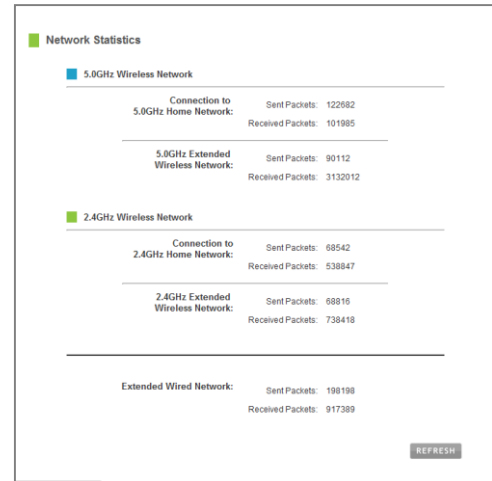 Network Statistics
5.0GHz Wireless Network
Connection to
5.0GHz Home Network:
Sent Packets: 122682
Received Packets: 101985
5.0GHz Extended
Wireless Network:
Sent Packets: 90112
Received Packets: 3132012
2.4GHz Wireless Network
Connection to
2.4GHz Home Network:
Sent Packets: 68542
Received Packets: 538847
2.4GHz Extended
Wireless Network:
Sent Packets: 68816
Received Packets: 738418
Extended Wired Network:
Sent Packets: 198198
Received Packets: 917389
REFRESH